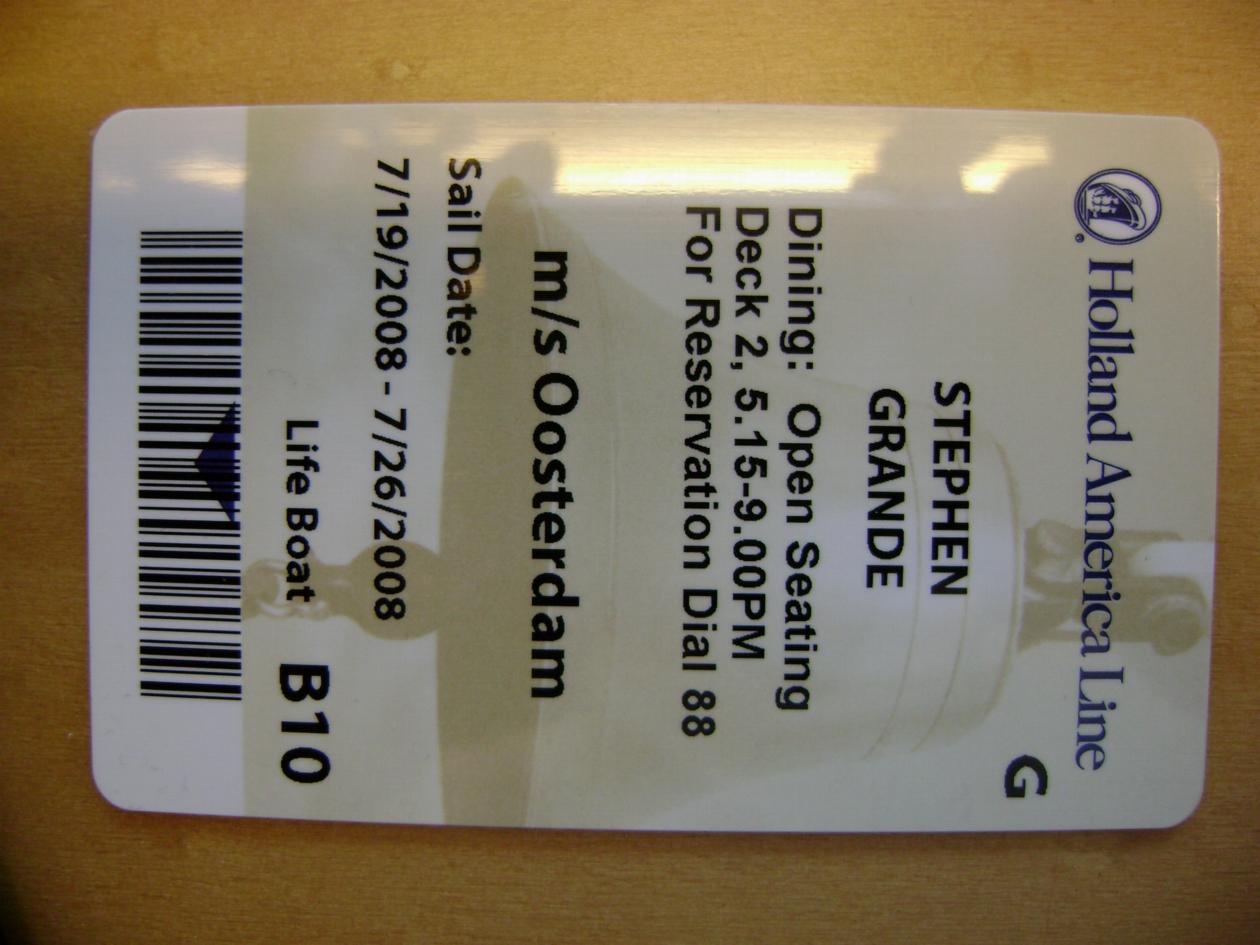 Holland America Line
G
STEPHEN
GRANDE
Dining: Open Seating
Deck 2, 5.15-9.00PM
For Reservation Dial 88
m/s Oosterdam
Sail Date:
7/19/2008 - 7/26/2008
Life Boat B10